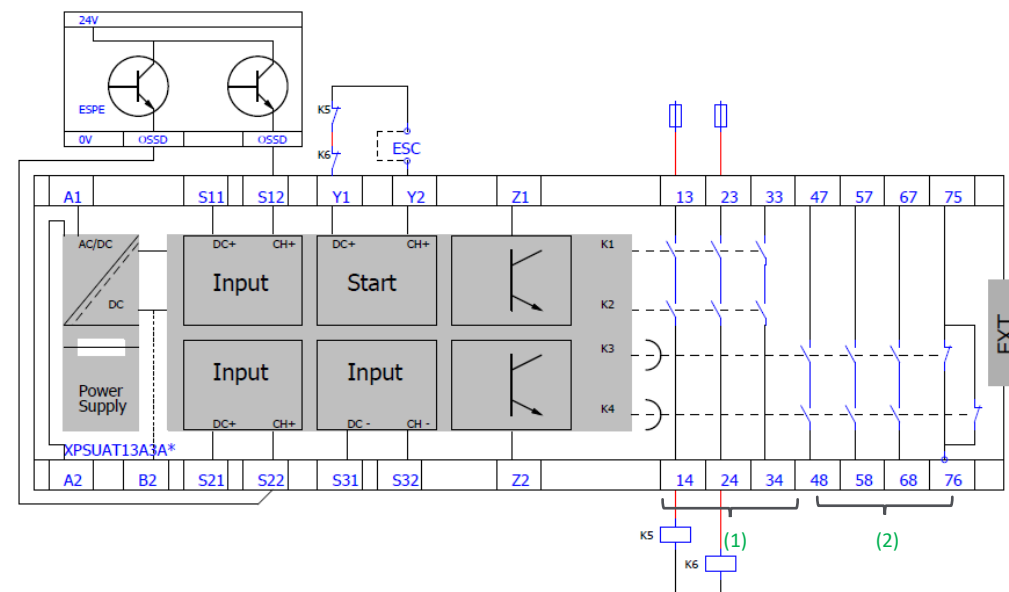 24V
ESPE
0V OSSD OSSD
K5
K6
ESC
A1 S11 S12 Y1 Y2 Z1 13 23 33 47 57 67 75
AC/DC
DC
DC+ CH+
Input
DC+ CH+
Start
K1
K2
K3
K4
EXT
Power
Supply
Input
DC+ CH+
Input
DC - CH -
XPSUAT13A3A*
A2 B2 S21 S22 S31 S32 Z2 14 24 34 48 58 68 76
K5
(1)
(2)
K6